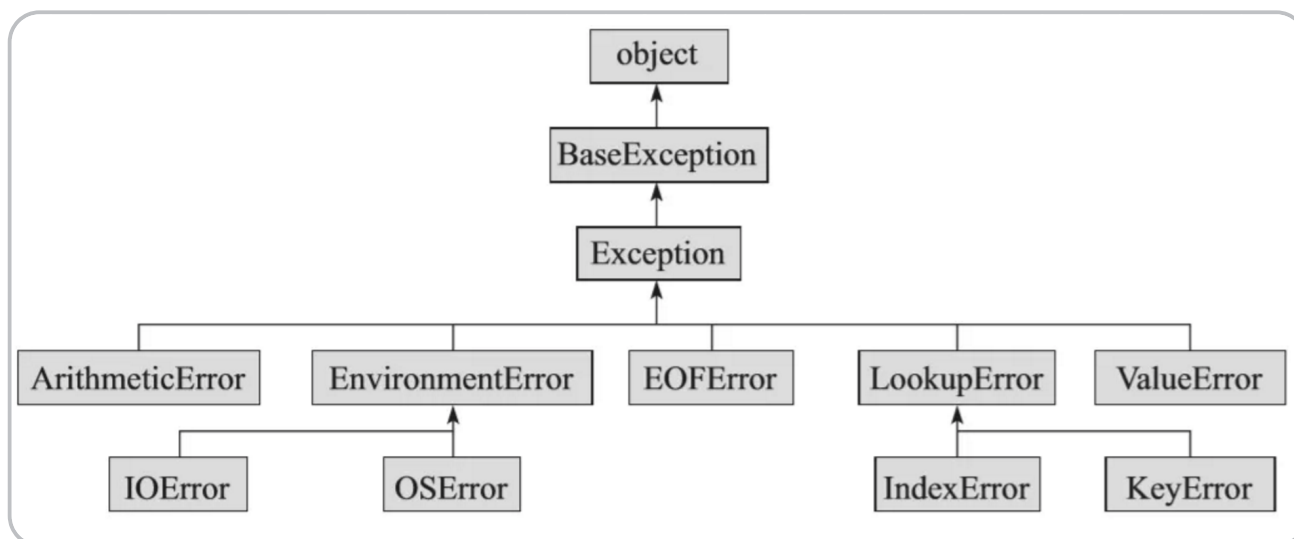 object
BaseException
Exception
ArithmeticError EnvironmentError EOFError LookupError ValueError
IOError OSError IndexError KeyError